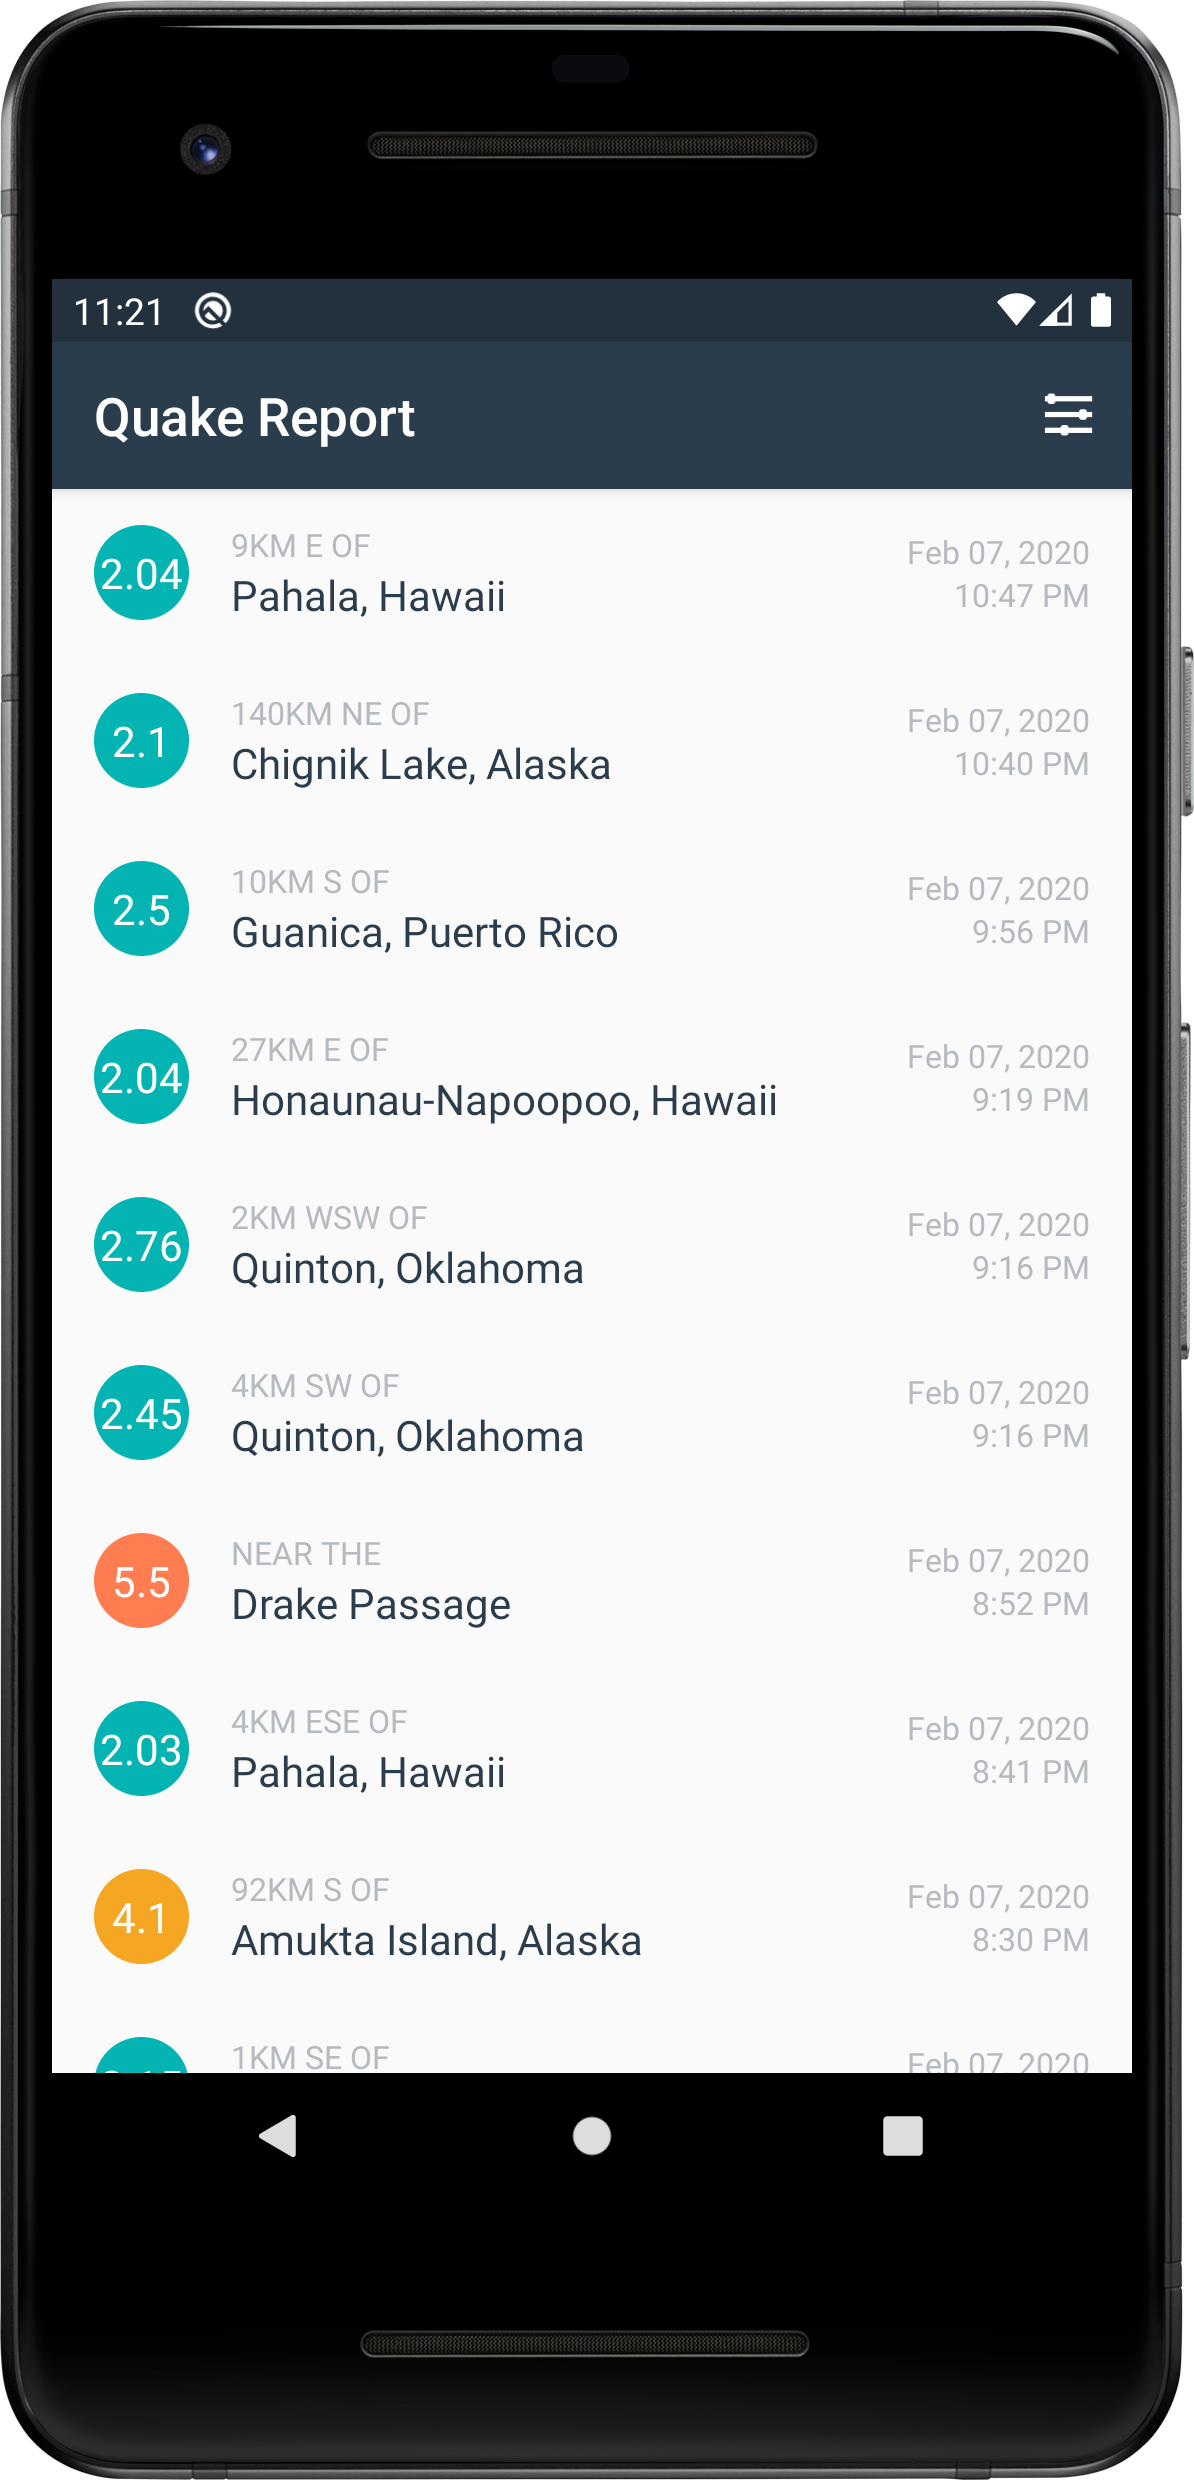 11:21
Quake Report
2.04
9KM E OF
Pahala, Hawaii
Feb 07, 2020
10:47 PM
2.1
140KM NE OF
Chignik Lake, Alaska
Feb 07, 2020
10:40 PM
2.5
10KM S OF
Guanica, Puerto Rico
Feb 07, 2020
9:56 PM
2.04
27KM E OF
Honaunau-Napoopoo, Hawaii
Feb 07, 2020
9:19 PM
2.76
2KM WSW OF
Quinton, Oklahoma
Feb 07, 2020
9:16 PM
2.45
4KM SW OF
Quinton, Oklahoma
Feb 07, 2020
9:16 PM
5.5
NEAR THE
Drake Passage
Feb 07, 2020
8:52 PM
2.03
4KM ESE OF
Pahala, Hawaii
Feb 07, 2020
8:41 PM
4.1
92KM S OF
Amukta Island, Alaska
Feb 07, 2020
8:30 PM
1KM SE OF
Feb 07, 2020